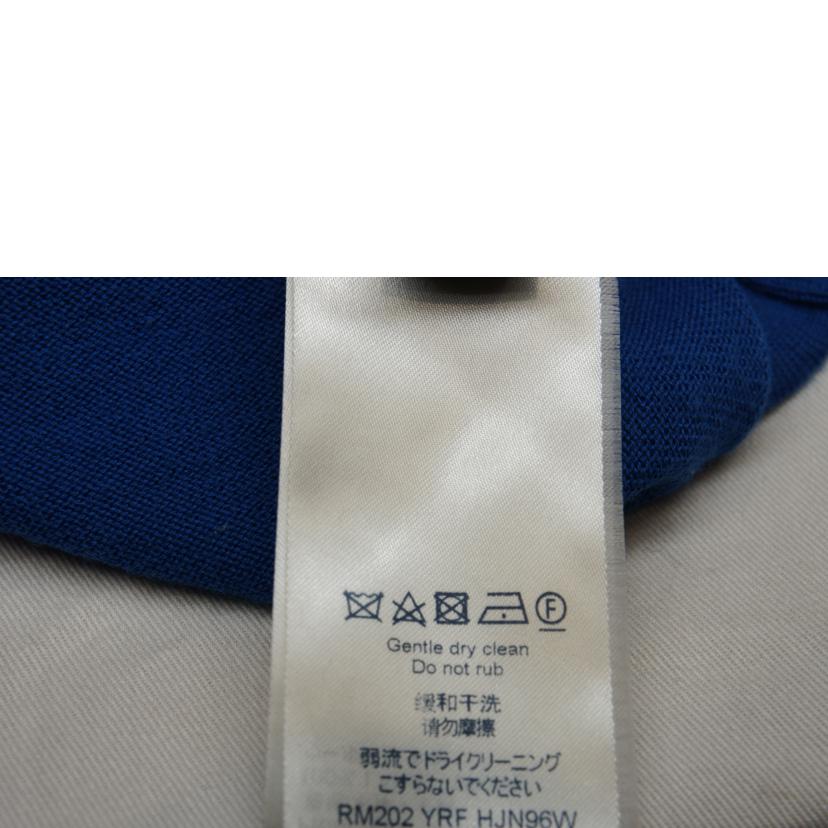 F
Gentle dry clean
Do not rub
缓和干洗
请勿摩擦
弱流でドライクリーニング
こすらないでください
RM202 YRF HJN96W